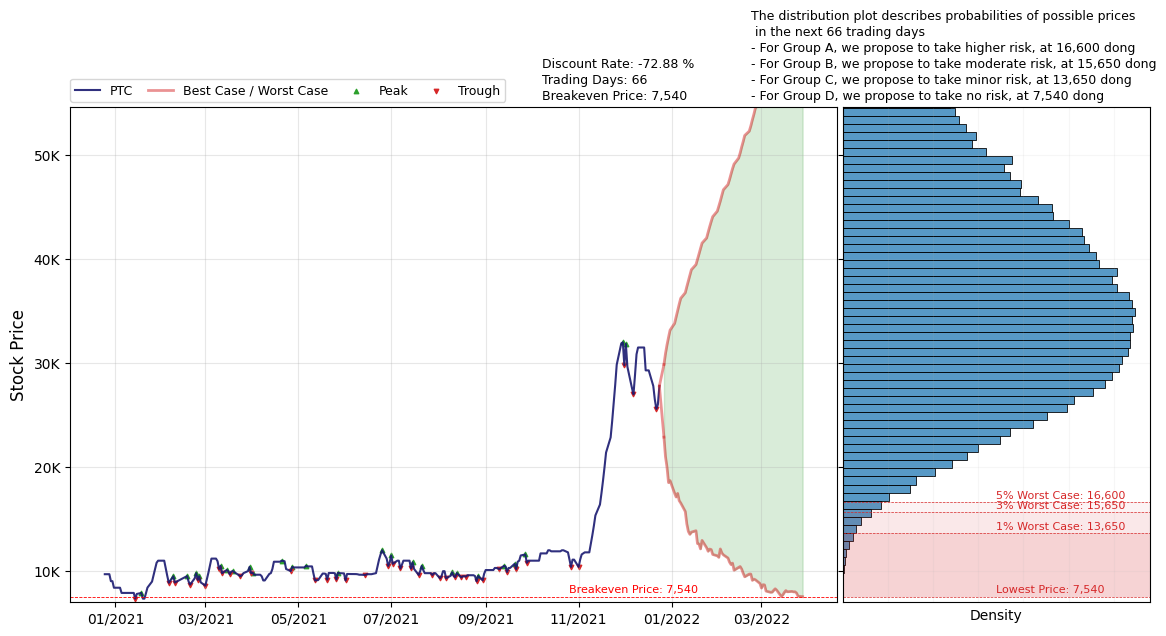 The distribution plot describes probabilities of possible prices
in the next 66 trading days
- For Group A, we propose to take higher risk, at 16,600 dong
- For Group B, we propose to take moderate risk, at 15,650 dong
- For Group C, we propose to take minor risk, at 13,650 dong
- For Group D, we propose to take no risk, at 7,540 dong
Discount Rate: -72.88 %
Trading Days: 66
Breakeven Price: 7,540
PTC
Best Case / Worst Case
Peak
Trough
Stock Price
50K
40K
30K
20K
10K
Breakeven Price: 7,540
01/2021
03/2021
05/2021
07/2021
09/2021
11/2021
01/2022
03/2022
5% Worst Case: 16,600
3% Worst Case: 15,650
1% Worst Case: 13,650
Lowest Price: 7,540
Density